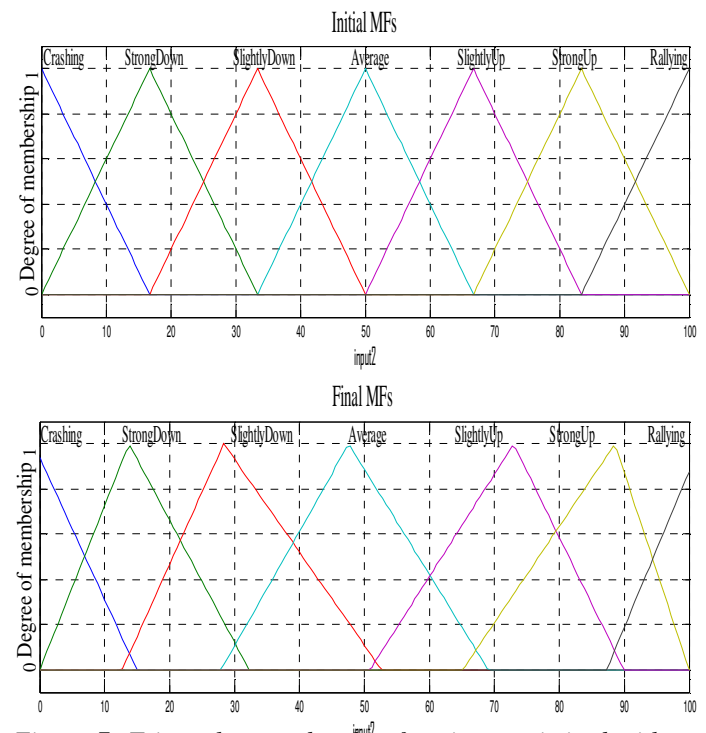 Initial MFs
Crashing StrongDown SlightlyDown Average SlightlyUp StrongUp Rallying
0 Degree of membership 1
0 10 20 30 40 50 60 70 80 90 100
input2
Final MFs
Crashing StrongDown SlightlyDown Average SlightlyUp StrongUp Rallying
0 Degree of membership 1
0 10 20 30 40 50 60 70 80 90 100
input2